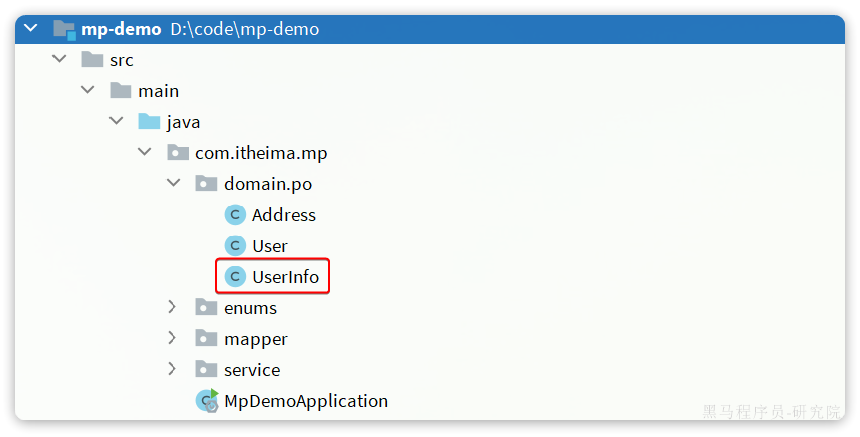 mp-demo D:\code\mp-demo
src
main
java
com.itheima.mp
domain.po
Address
User
UserInfo
enums
mapper
service
MpDemoApplication
黑马程序员-研究院